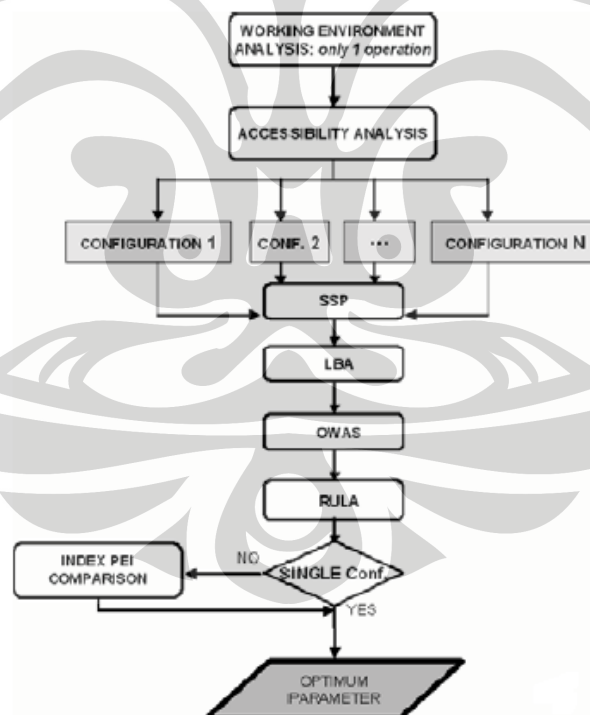 WORKING ENVIRONMENT
ANALYSIS: only 1 operation
ACCESSIBILITY ANALYSIS
CONFIGURATION 1
CONF. 2
...
CONFIGURATION N
SSP
LBA
OWAS
RULA
SINGLE Conf.
NO
INDEX PEI
COMPARISON
YES
OPTIMUM
PARAMETER